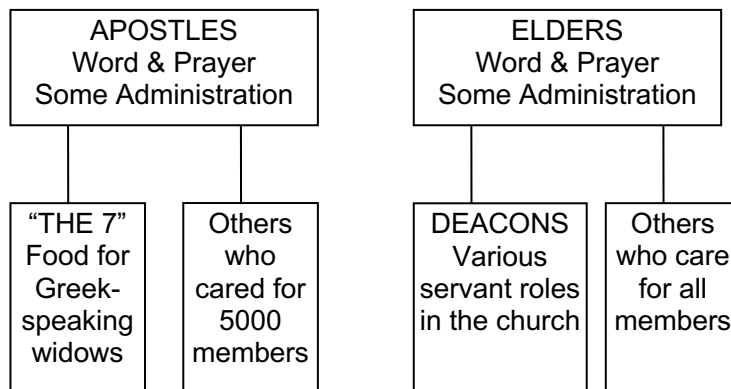 APOSTLES
Word & Prayer
Some Administration
ELDERS
Word & Prayer
Some Administration
“THE 7”
Food for
Greek-
speaking
widows
Others
who
cared for
5000
members
DEACONS
Various
servant roles
in the church
Others
who care
for all
members